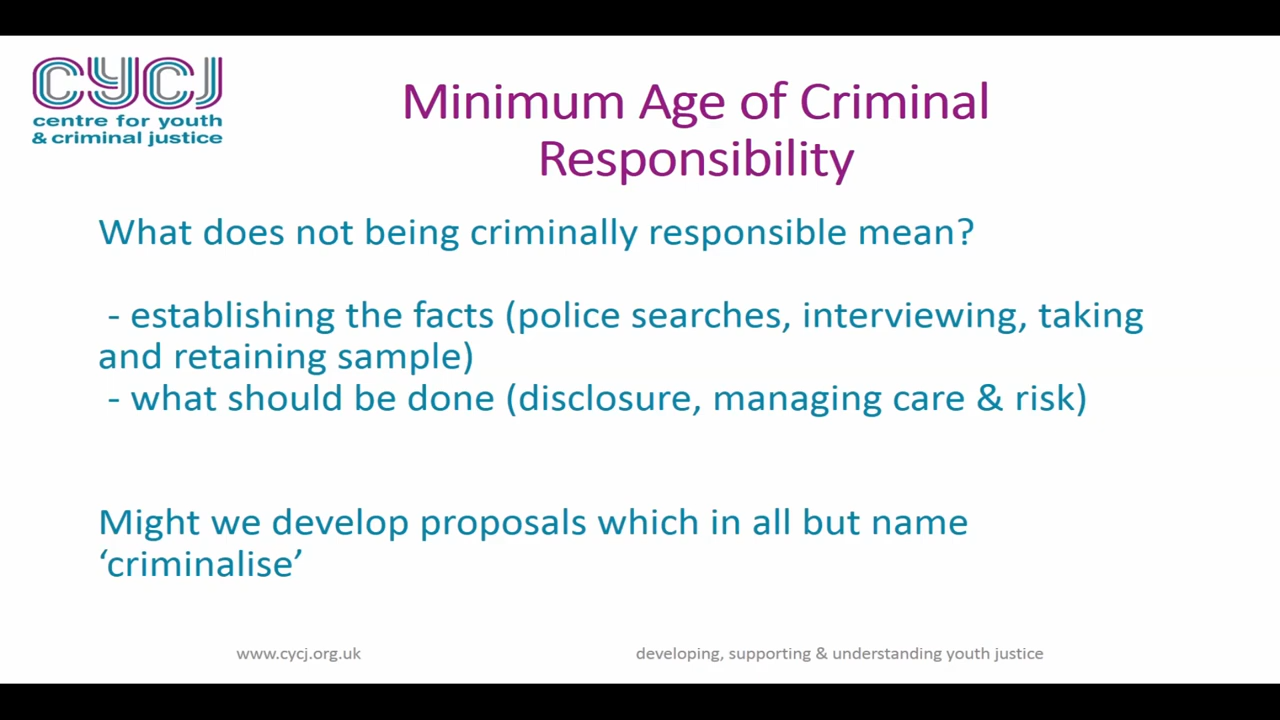 cycj
centre for youth
& criminal justice
Minimum Age of Criminal
Responsibility
What does not being criminally responsible mean?
- establishing the facts (police searches, interviewing, taking
and retaining sample)
- what should be done (disclosure, managing care & risk)
Might we develop proposals which in all but name
‘criminalise’
www.cycj.org.uk
developing, supporting & understanding youth justice